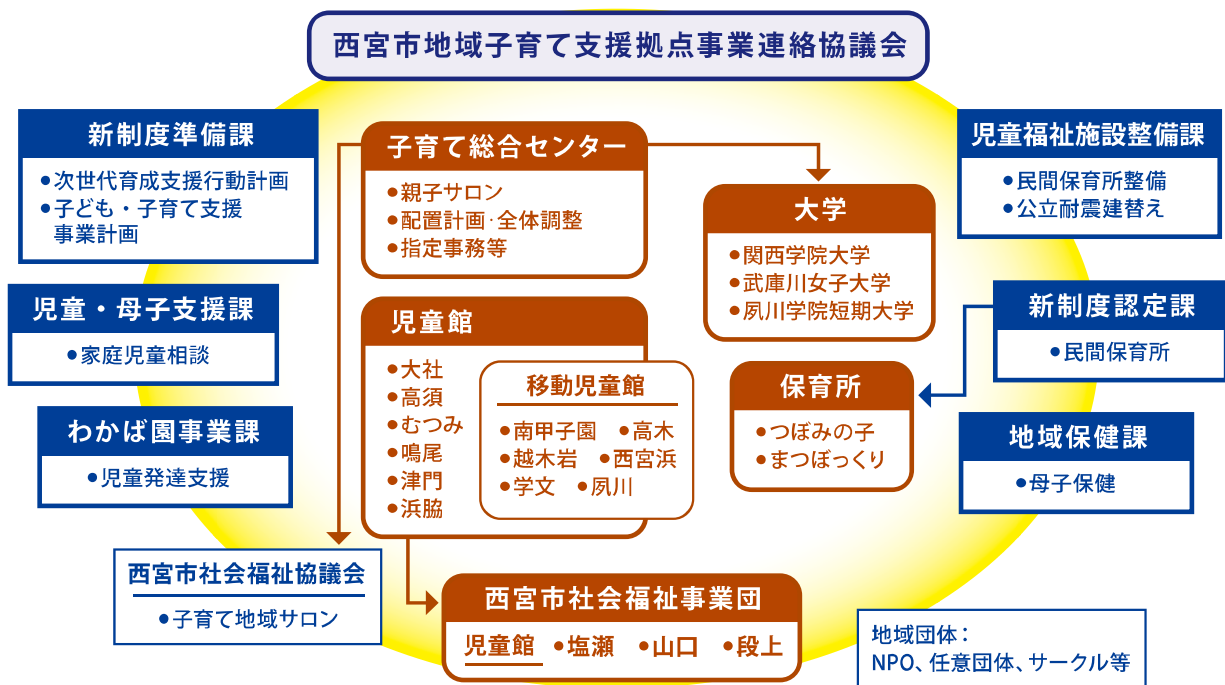 西宮市地域子育て支援拠点事業連絡協議会
新制度準備課
●次世代育成支援行動計画
●子ども・子育て支援
事業計画
児童・母子支援課
●家庭児童相談
わかば園事業課
●児童発達支援
西宮市社会福祉協議会
●子育て地域サロン
子育て総合センター
●親子サロン
●配置計画・全体調整
●指定事務等
児童館
●大社
●高須
●むつみ
●鳴尾
●津門
●浜脇
移動児童館
●南甲子園 ●高木
●越木岩 ●西宮浜
●学文 ●夙川
西宮市社会福祉事業団
児童館 ●塩瀬 ●山口 ●段上
大学
●関西学院大学
●武庫川女子大学
●夙川学院短期大学
保育所
●つぼみの子
●まつぼっくり
児童福祉施設整備課
●民間保育所整備
●公立耐震建替え
新制度認定課
●民間保育所
地域保健課
●母子保健
地域団体：
NPO、任意団体、サークル等